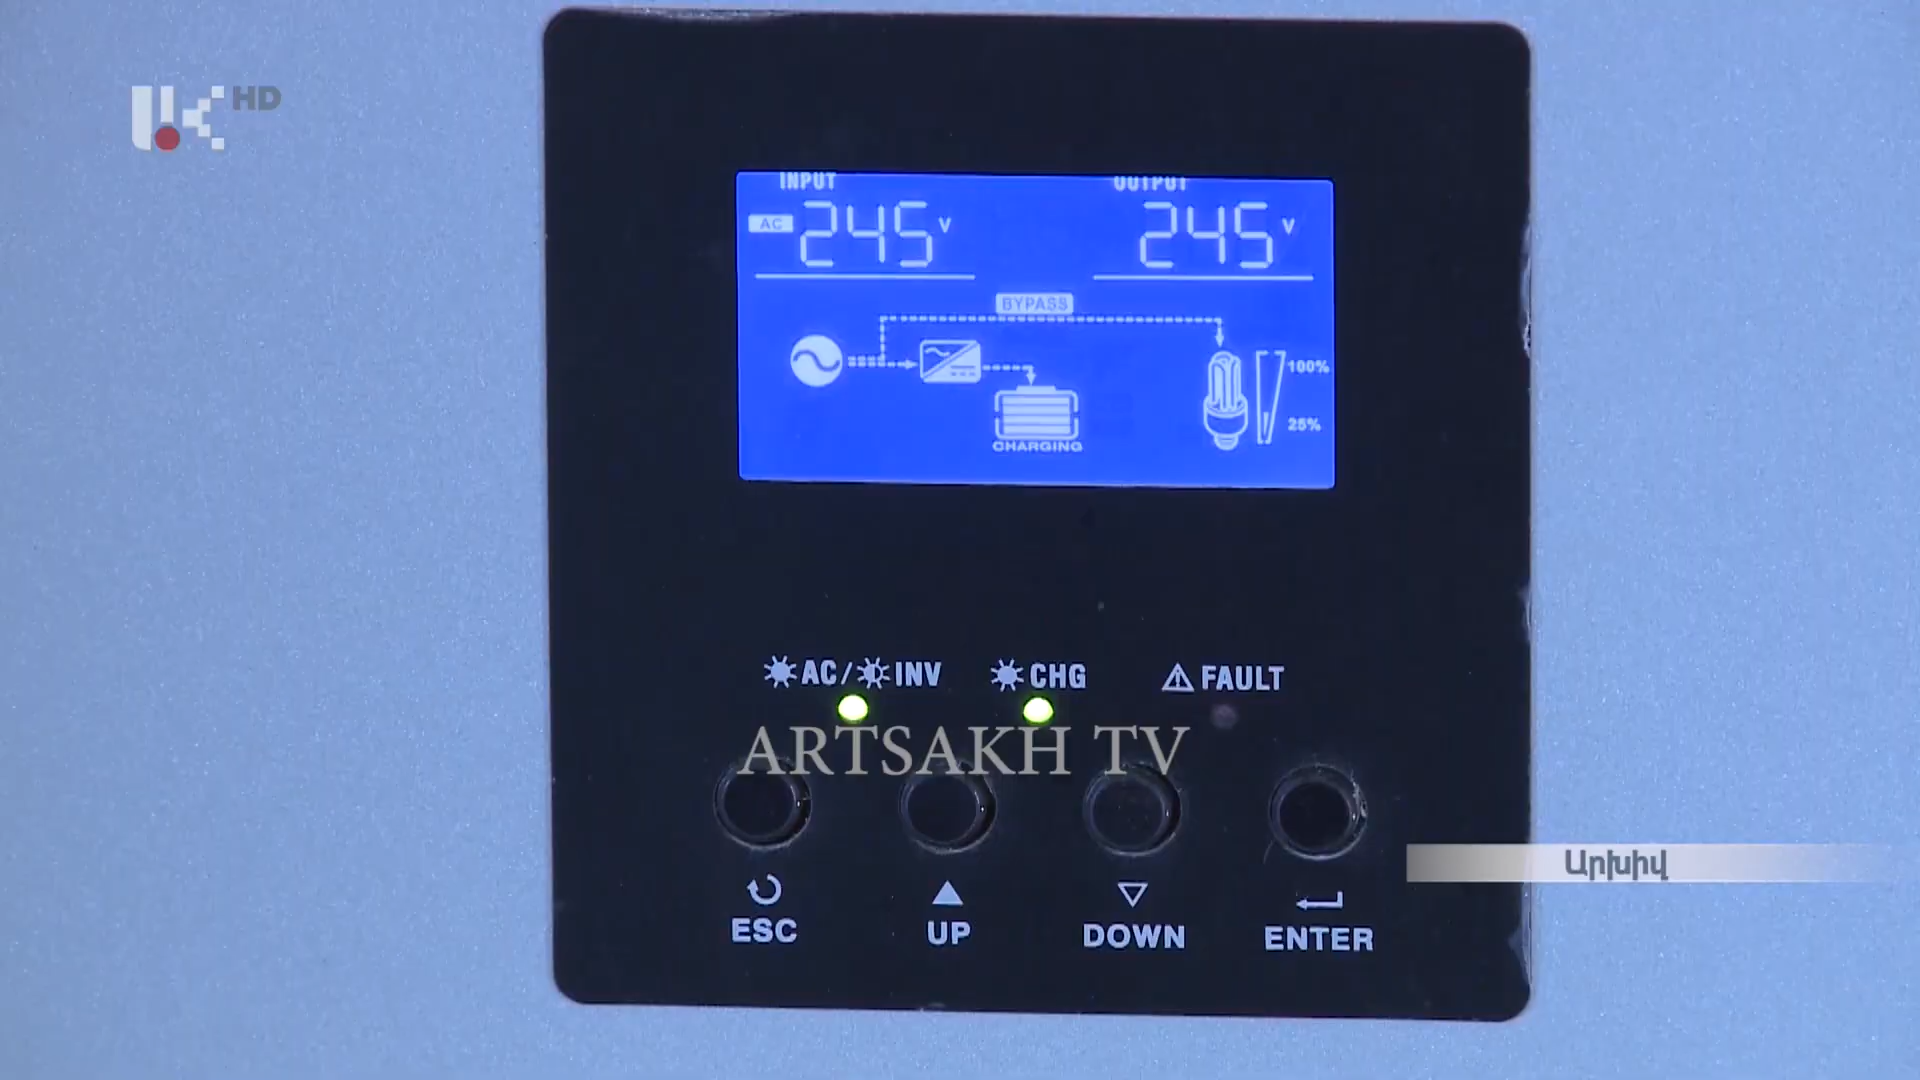 HD
INPUT OUTPUT
AC 245 V 245 V
BYPASS
100%
25%
CHARGING
AC/ INV CHG FAULT
ARTSAKH TV
Արխիվ
ESC UP DOWN ENTER